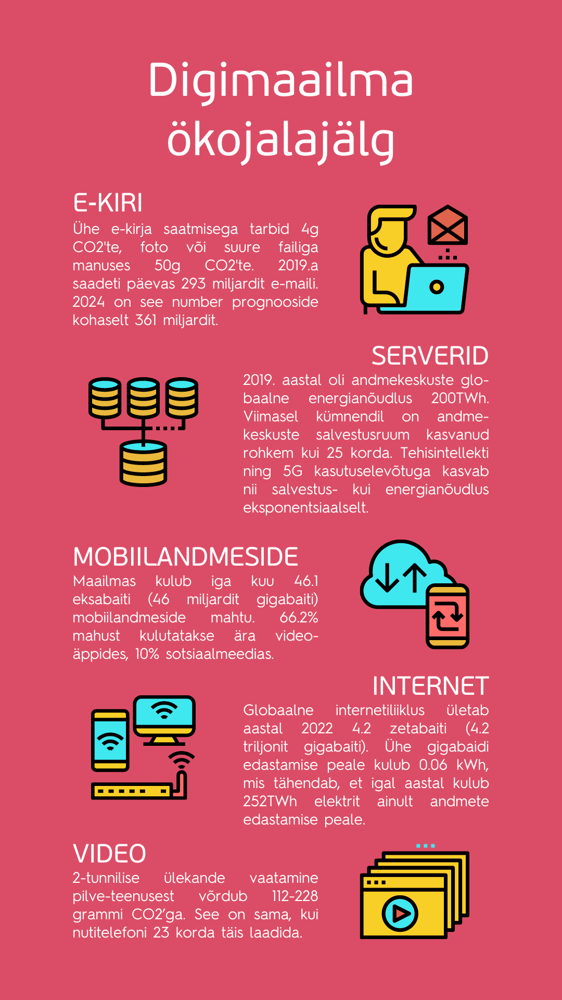 Digimaailma
ökojalajälg
E-KIRI
Ühe e-kirja saatmisega tarbid 4g
CO2'te, foto või suure failiga
manuses 50g CO2'te. 2019.a
saadeti päevas 293 miljardit e-maili.
2024 on see number prognooside
kohaselt 361 miljardit.
SERVERID
2019. aastal oli andmekeskuste glo-
baalne energianõudlus 200TWh.
Viimasel kümnendil on andme-
keskuste salvestusruum kasvanud
rohkem kui 25 korda. Tehisintellekti
ning 5G kasutuselevõtuga kasvab
nii salvestus- kui energianõudlus
eksponentsiaalselt.
MOBIILANDMESIDE
Maailmas kulub iga kuu 46.1
eksabaiti (46 miljardit gigabaiti)
mobiilandmeside mahtu. 66.2%
mahust kulutatakse ära video-
äppides, 10% sotsiaalmeedias.
INTERNET
Globaalne internetiliiklus ületab
aastal 2022 4.2 zetabaiti (4.2
triljonit gigabaiti). Ühe gigabaidi
edastamise peale kulub 0.06 kWh,
mis tähendab, et igal aastal kulub
252TWh elektrit ainult andmete
edastamise peale.
VIDEO
2-tunnilise ülekande vaatamine
pilve-teenusest võrdub 112-228
grammi CO2’ga. See on sama, kui
nutitelefoni 23 korda täis laadida.